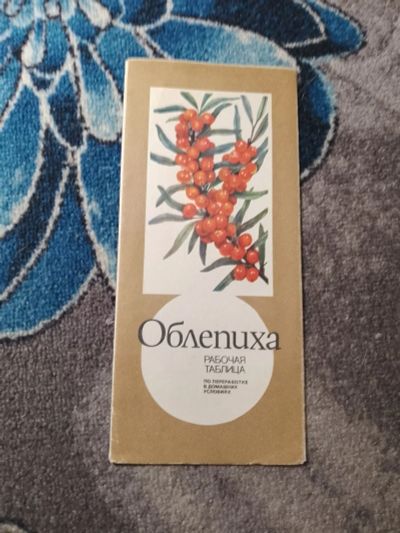 Облепиха
РАБОЧАЯ
ТАБЛИЦА
ПО ПЕРЕРАБОТКЕ
В ДОМАШНИХ
УСЛОВИЯХ